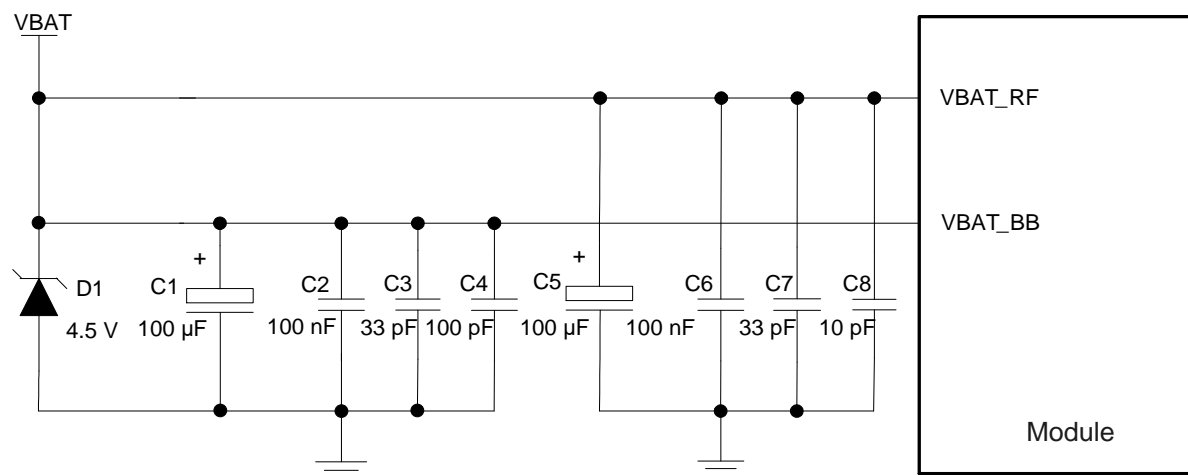 VBAT
VBAT_RF
VBAT_BB
+
D1
4.5 V
C1
100 µF
C2
100 nF
C3
33 pF
C4
100 pF
+
C5
100 µF
C6
100 nF
C7
33 pF
C8
10 pF
Module